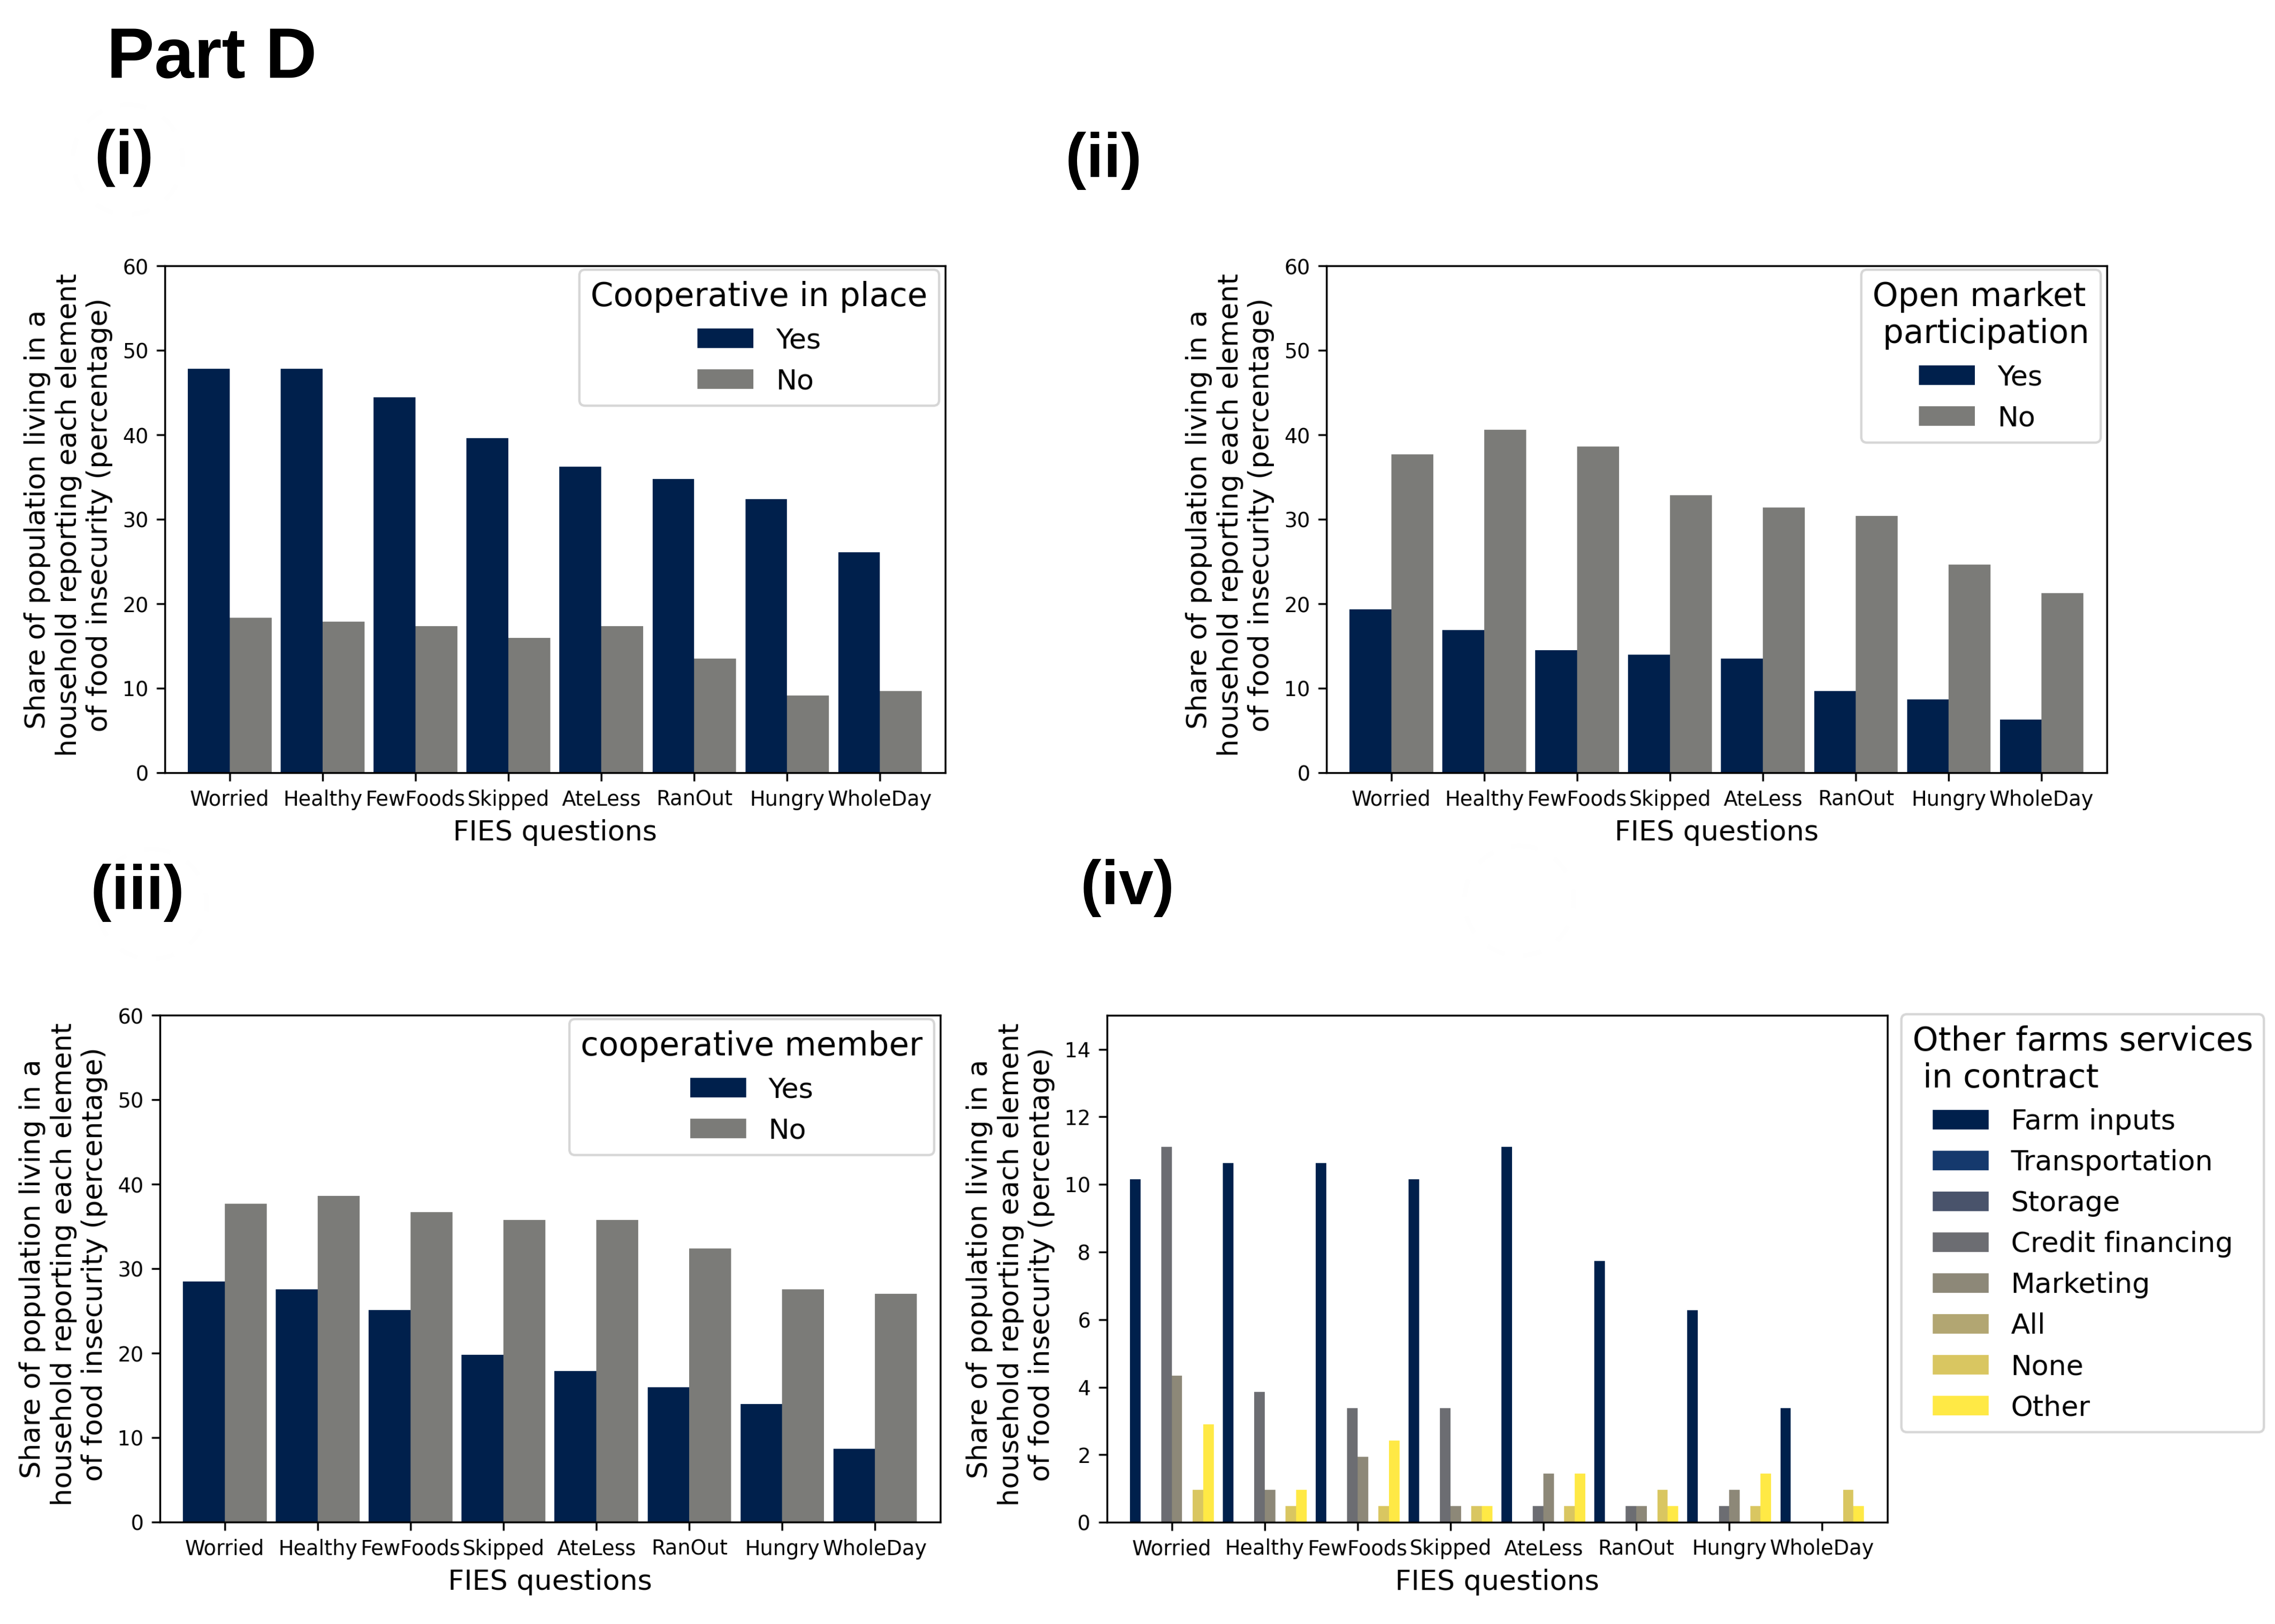 Part D
(i)
Share of population living in a
household reporting each element
of food insecurity (percentage)
60
50
40
30
20
10
0
Cooperative in place
Yes
No
Worried Healthy FewFoods Skipped AteLess RanOut Hungry WholeDay
FIES questions
(ii)
Share of population living in a
household reporting each element
of food insecurity (percentage)
60
50
40
30
20
10
0
Open market
participation
Yes
No
Worried Healthy FewFoods Skipped AteLess RanOut Hungry WholeDay
FIES questions
(iii)
Share of population living in a
household reporting each element
of food insecurity (percentage)
60
50
40
30
20
10
0
cooperative member
Yes
No
Worried Healthy FewFoods Skipped AteLess RanOut Hungry WholeDay
FIES questions
(iv)
Share of population living in a
household reporting each element
of food insecurity (percentage)
14
12
10
8
6
4
2
0
Worried Healthy FewFoods Skipped AteLess RanOut Hungry WholeDay
FIES questions
Other farms services
in contract
Farm inputs
Transportation
Storage
Credit financing
Marketing
All
None
Other